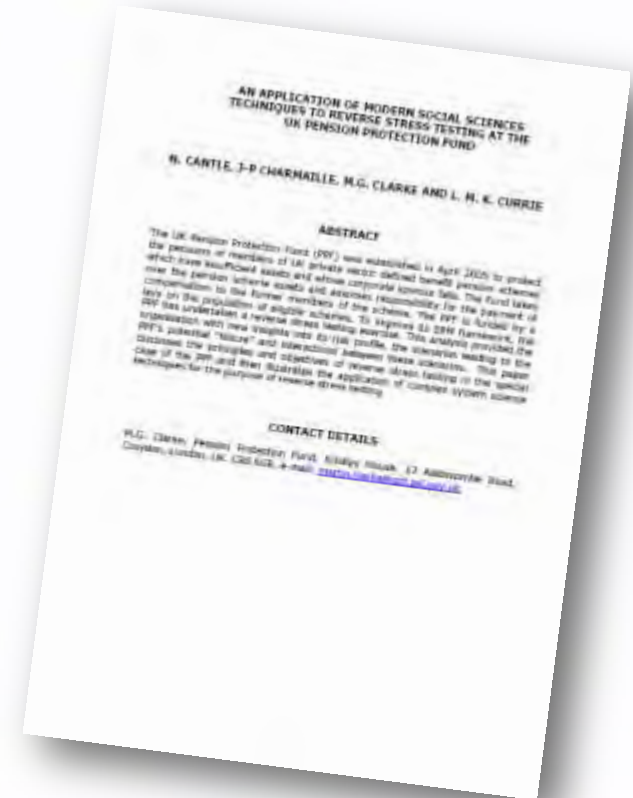 AN APPLICATION OF MODERN SOCIAL SCIENCES
TECHNIQUES TO REVERSE STRESS TESTING AT THE
UK PENSION PROTECTION FUND
N. CANTLE, J-P CHARMAILLE, M.G. CLARKE AND L. M. K. CURRIE
ABSTRACT
The UK Pension Protection Fund (PPF) was established in April 2005 to protect
the pensions of members of UK private sector defined benefit pension schemes
which have insufficient assets and whose corporate sponsor fails. The Fund takes
over the pension scheme assets and assumes responsibility for the payment of
compensation to the former members of the scheme. The PPF is funded by a
levy on the population of eligible schemes. To improve its ERM framework, the
PPF has undertaken a reverse stress testing exercise. This analysis provided the
organisation with new insights into its risk profile, the scenarios leading to the
PPF's potential "failure" and interactions between these scenarios. This paper
discusses the principles and objectives of reverse stress testing in the special
case of the PPF and then illustrates the application of complex system science
techniques for the purpose of reverse stress testing.
CONTACT DETAILS
M.G. Clarke, Pension Protection Fund, House, 17 Road,
Croydon, London, UK. e-mail: